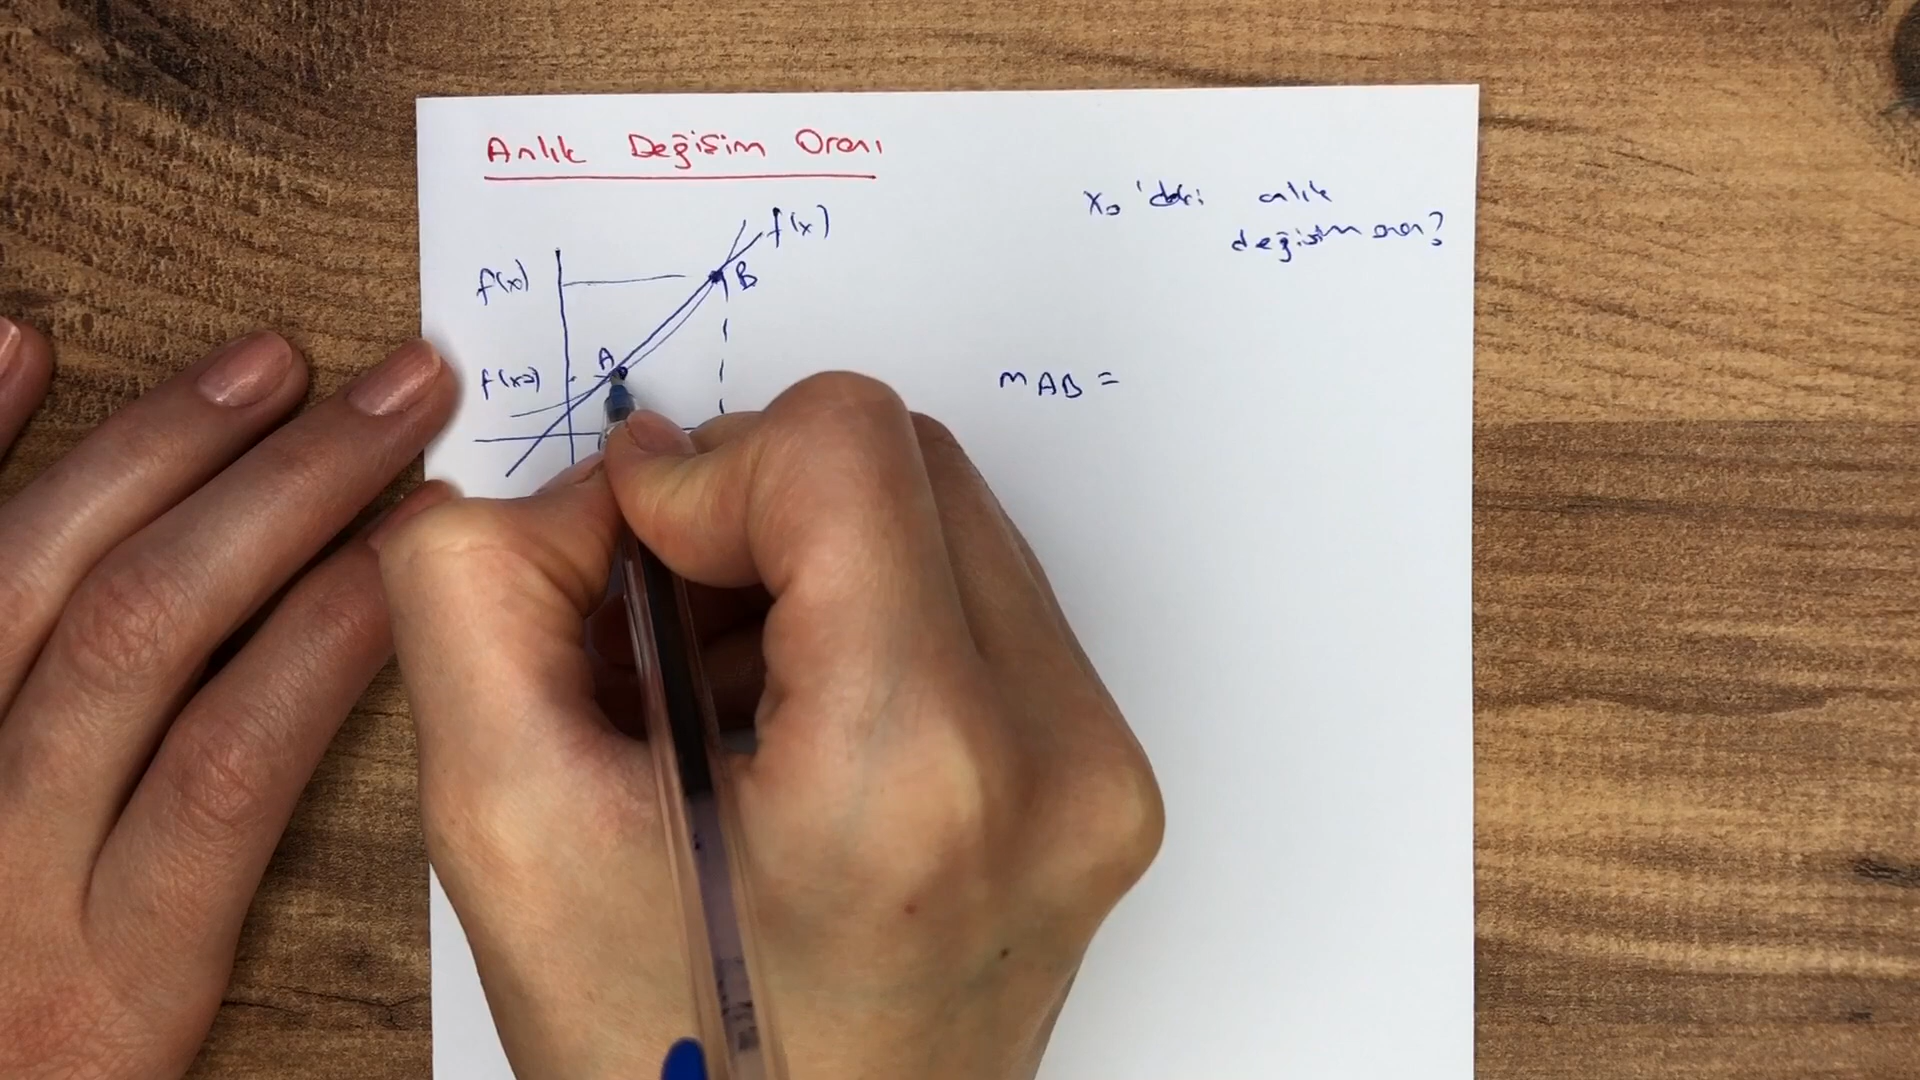 Anlık Değişim Oranı
x₀'daki anlık
değişim oranı?
f(x)
f(x)
B
A
f(x₀)
mAB =